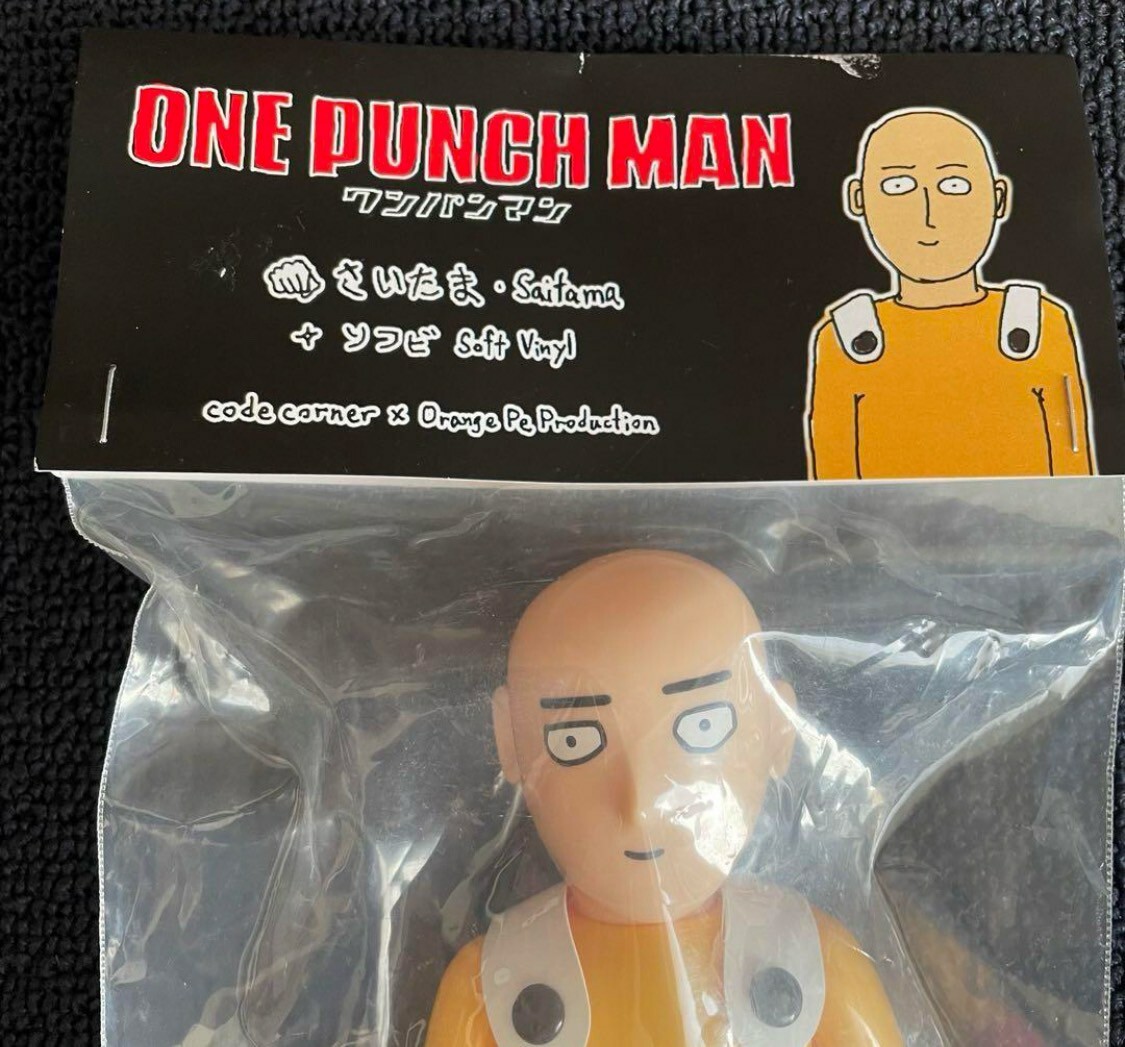 ONE PUNCH MAN
ワンパンマン
さいたま・Saitama
+ ソフビ Soft Vinyl
code corner x Orange Pe Production